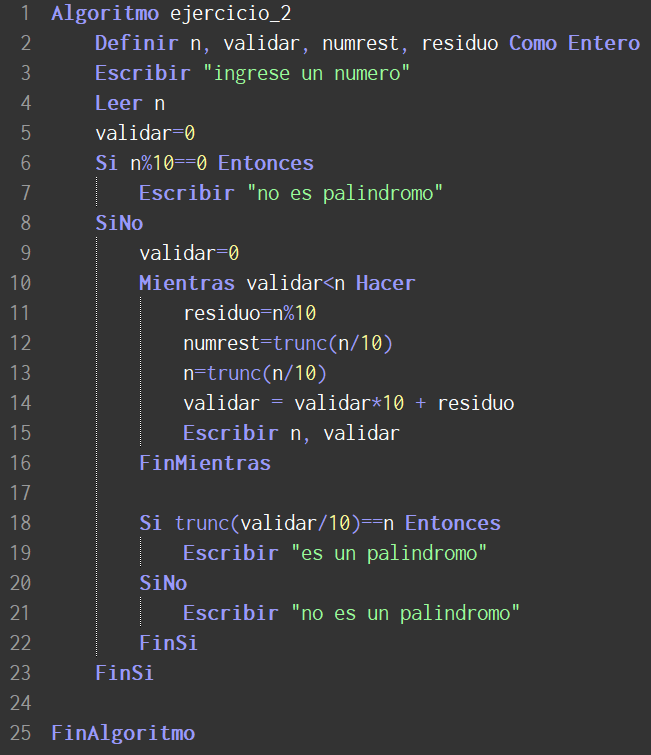 1 Algoritmo ejercicio_2
2 Definir n, validar, numrest, residuo Como Entero
3 Escribir "ingrese un numero"
4 Leer n
5 validar=0
6 Si n%10==0 Entonces
7 Escribir "no es palindromo"
8 SiNo
9 validar=0
10 Mientras validar<n Hacer
11 residuo=n%10
12 numrest=trunc(n/10)
13 n=trunc(n/10)
14 validar = validar*10 + residuo
15 Escribir n, validar
16 FinMientras
17
18 Si trunc(validar/10)==n Entonces
19 Escribir "es un palindromo"
20 SiNo
21 Escribir "no es un palindromo"
22 FinSi
23 FinSi
24
25 FinAlgoritmo